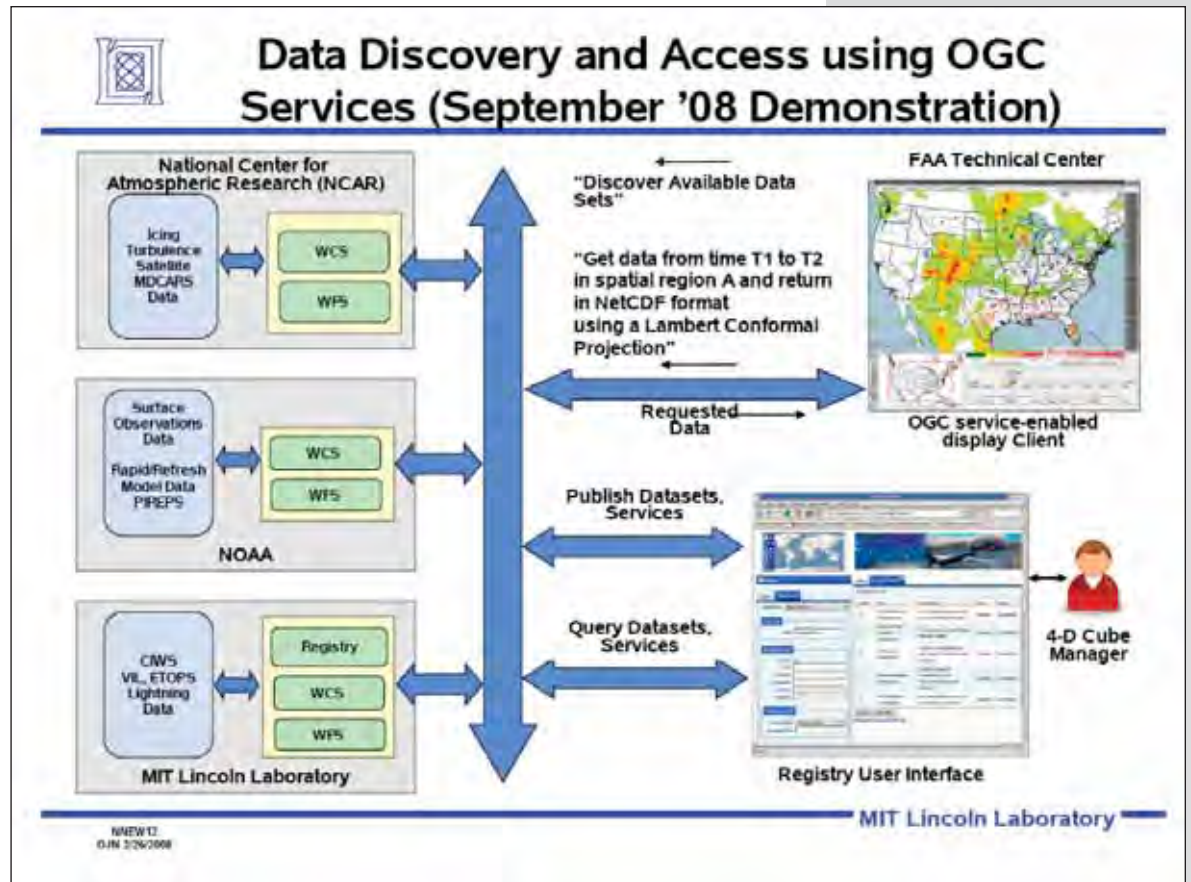 Data Discovery and Access using OGC
Services (September '08 Demonstration)
National Center for
Atmospheric Research (NCAR)
Icing
Turbulence
Satellite
MDCARS
Data
WCS
WFS
Surface
Observations
Data
Rapid/Refresh
Model Data
PIREPS
WCS
WFS
NOAA
CIWS
VIL, ETOPS
Lightning
Data
Registry
WCS
WFS
MIT Lincoln Laboratory
"Discover Available Data
Sets"
"Get data from time T1 to T2
in spatial region A and return
in NetCDF format
using a Lambert Conformal
Projection"
Requested
Data
FAA Technical Center
OGC service-enabled
display Client
Publish Datasets,
Services
Query Datasets,
Services
4-D Cube
Manager
Registry User Interface
MIT Lincoln Laboratory
NNEW12
OJN 2/26/2008